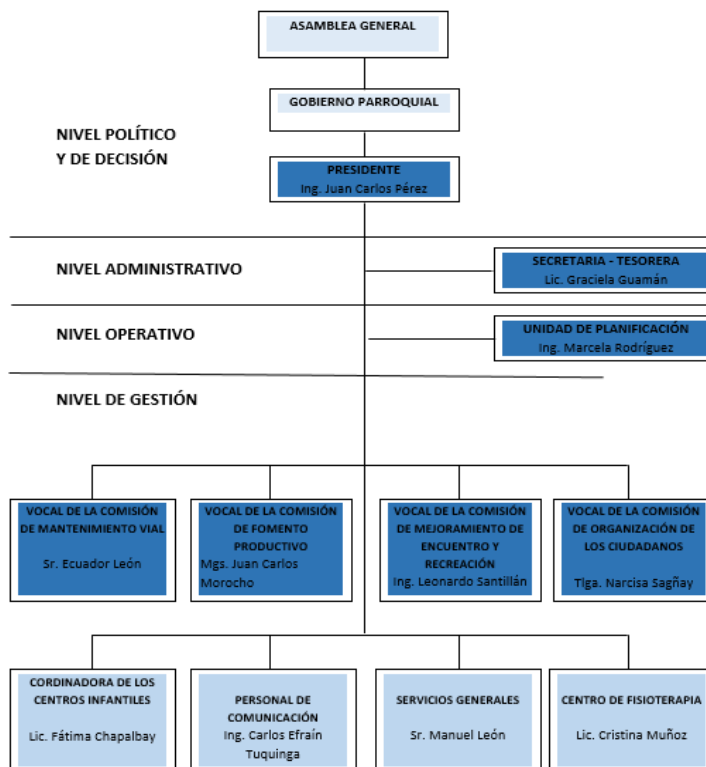 ASAMBLEA GENERAL
GOBIERNO PARROQUIAL
NIVEL POLÍTICO
Y DE DECISIÓN
PRESIDENTE
Ing. Juan Carlos Pérez
NIVEL ADMINISTRATIVO
SECRETARIA - TESORERA
Lic. Graciela Guamán
NIVEL OPERATIVO
UNIDAD DE PLANIFICACIÓN
Ing. Marcela Rodríguez
NIVEL DE GESTIÓN
VOCAL DE LA COMISIÓN
DE MANTENIMIENTO VIAL
Sr. Ecuador León
VOCAL DE LA COMISIÓN
DE FOMENTO
PRODUCTIVO
Mgs. Juan Carlos
Morocho
VOCAL DE LA COMISIÓN
DE MEJORAMIENTO DE
ENCUENTRO Y
RECREACIÓN
Ing. Leonardo Santillán
VOCAL DE LA COMISIÓN
DE ORGANIZACIÓN DE
LOS CIUDADANOS
Tlga. Narcisa Sagñay
CORDINADORA DE LOS
CENTROS INFANTILES
Lic. Fátima Chapalbay
PERSONAL DE
COMUNICACIÓN
Ing. Carlos Efraín
Tuquinga
SERVICIOS GENERALES
Sr. Manuel León
CENTRO DE FISIOTERAPIA
Lic. Cristina Muñoz